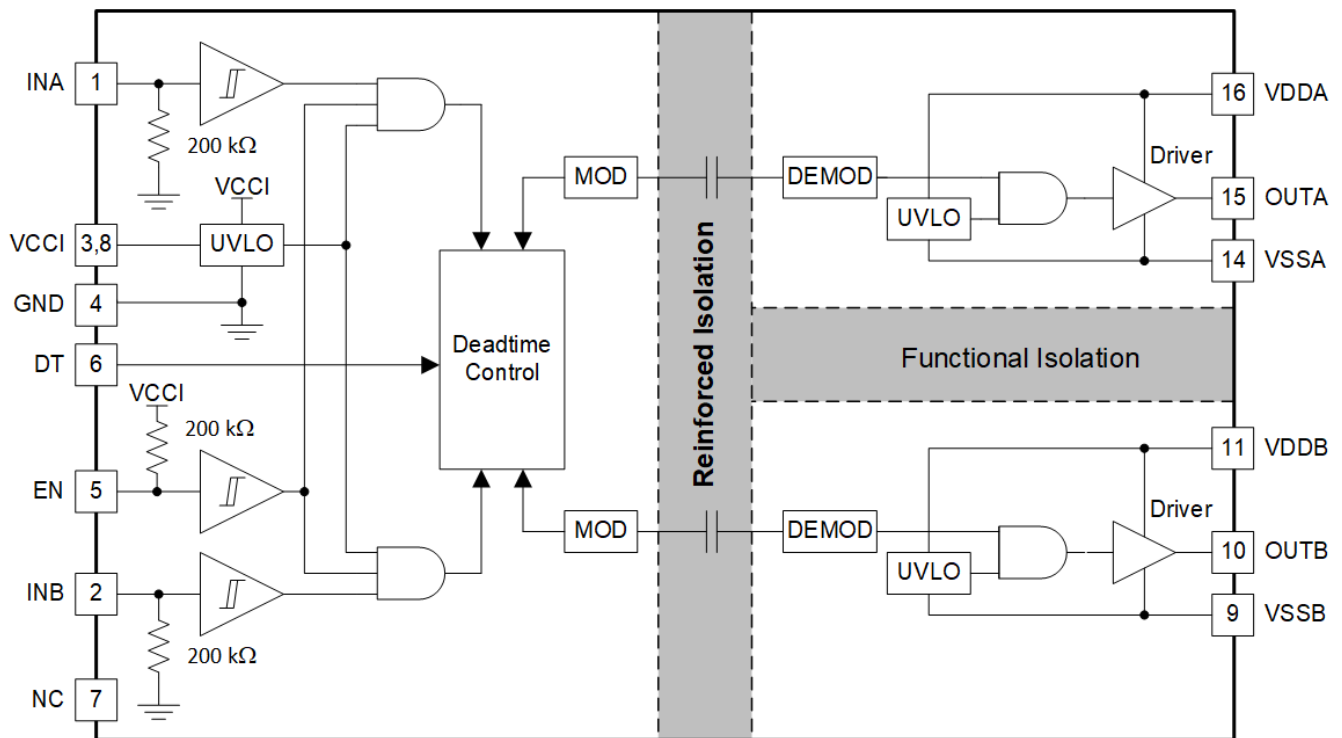 INA
1
200 kΩ
VCCI
VCCI
3,8
UVLO
GND
4
DT
6
VCCI
200 kΩ
EN
5
INB
2
200 kΩ
NC
7
Deadtime
Control
MOD
MOD
Reinforced Isolation
Functional Isolation
DEMOD
UVLO
Driver
16
VDDA
15
OUTA
14
VSSA
DEMOD
UVLO
Driver
11
VDDB
10
OUTB
9
VSSB